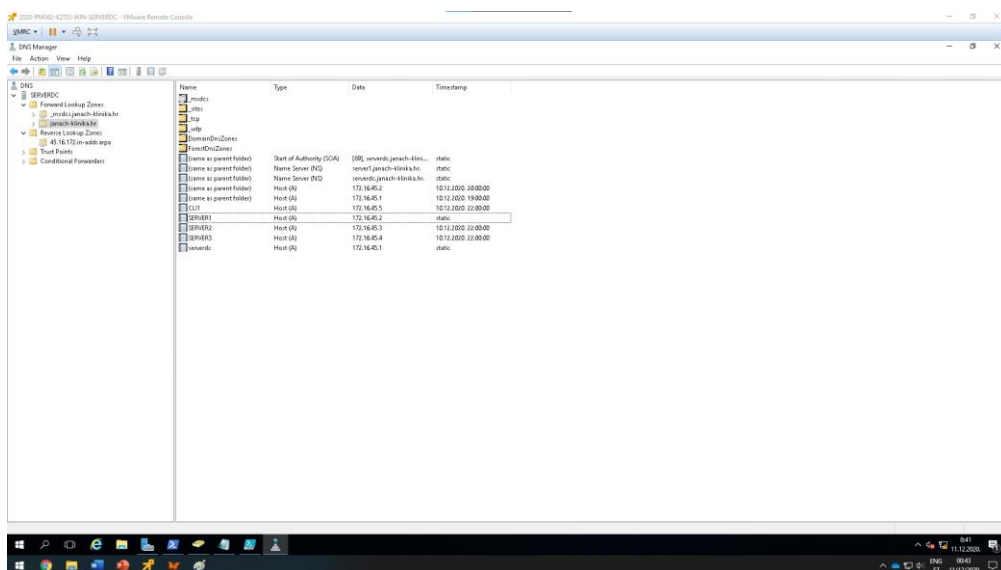 2020-PNI062-KZOS-WIN-SERVERDC - VMware Remote Console
VMRC
DNS Manager
File Action View Help
DNS
SERVERDC
Forward Lookup Zones
_msdcs.janach-klinika.hr
janach-klinika.hr
Reverse Lookup Zones
45.16.172.in-addr.arpa
Trust Points
Conditional Forwarders
Name Type Data Timestamp
_msdcs
_sites
_tcp
_udp
DomainDnsZones
ForestDnsZones
(same as parent folder) Start of Authority (SOA) [89], serverdc.janach-klini... static
(same as parent folder) Name Server (NS) server1.janach-klinika.hr. static
(same as parent folder) Name Server (NS) serverdc.janach-klinika.hr. static
(same as parent folder) Host (A) 172.16.45.2 10.12.2020. 20:00:00
(same as parent folder) Host (A) 172.16.45.1 10.12.2020. 19:00:00
CLI1 Host (A) 172.16.45.5 10.12.2020. 22:00:00
SERVER1 Host (A) 172.16.45.2 static
SERVER2 Host (A) 172.16.45.3 10.12.2020. 22:00:00
SERVER3 Host (A) 172.16.45.4 10.12.2020. 22:00:00
serverdc Host (A) 172.16.45.1 static
0:41
11.12.2020.
ENG 00:43